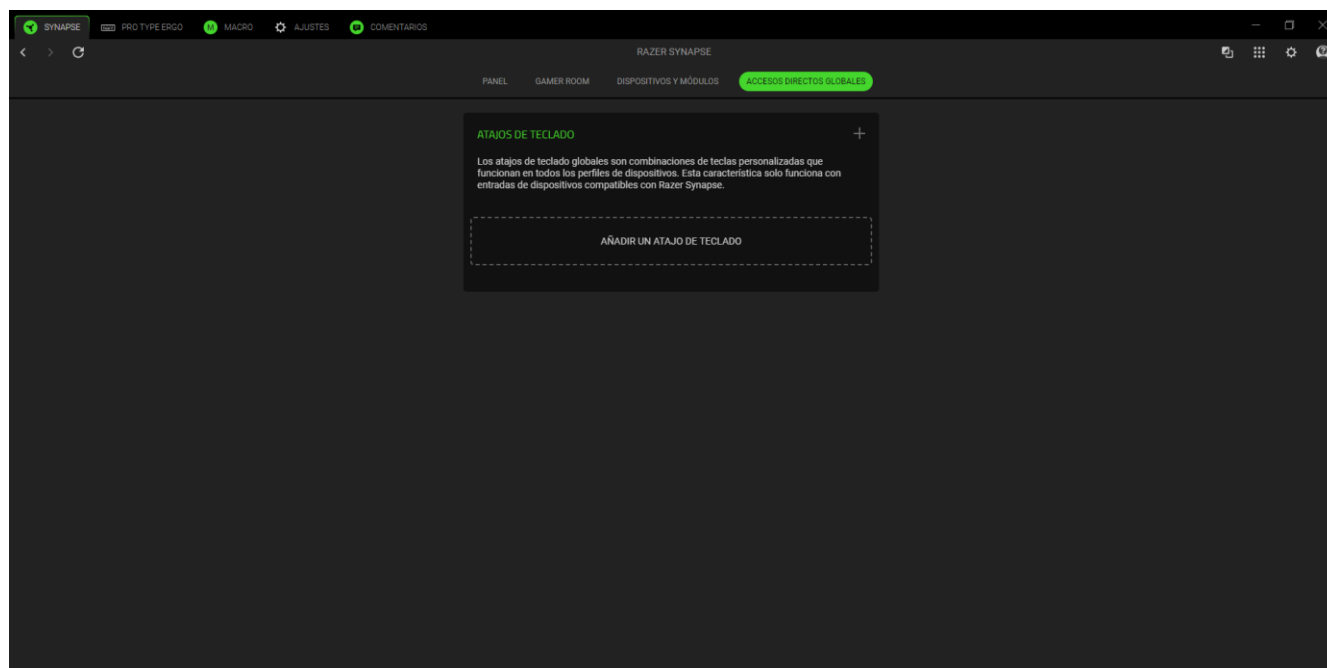 SYNAPSE PRO TYPE ERGO M MACRO AJUSTES COMENTARIOS
RAZER SYNAPSE
PANEL GAMER ROOM DISPOSITIVOS Y MÓDULOS ACCESOS DIRECTOS GLOBALES
ATAJOS DE TECLADO
Los atajos de teclado globales son combinaciones de teclas personalizadas que
funcionan en todos los perfiles de dispositivos. Esta característica solo funciona con
entradas de dispositivos compatibles con Razer Synapse.
AÑADIR UN ATAJO DE TECLADO